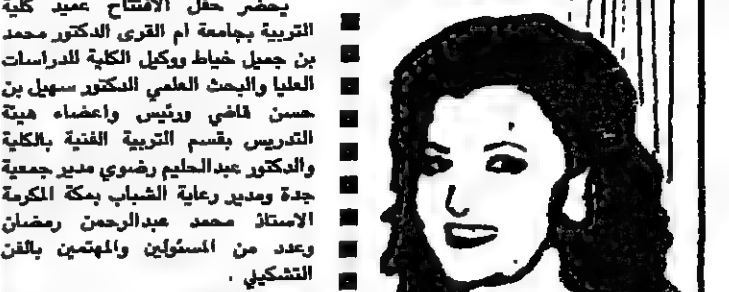 يحضر حفل الافتتاح عميد كلية
التربية بجامعة ام القرى الدكتور محمد
بن جميل خياط ووكيل الكلية للدراسات
العليا والبحث العلمي الدكتور سهيل بن
حسن قاضي ورئيس واعضاء هيئة
التدريس بقسم التربية الفنية بالكلية
والدكتور عبدالحليم رضوي مدير جمعية
جدة ومدير رعاية الشباب بمكة المكرمة
الاستاذ محمد عبدالرحمن رمضان
وعدد من المسئولين والمهتمين بالفن
التشكيلي .